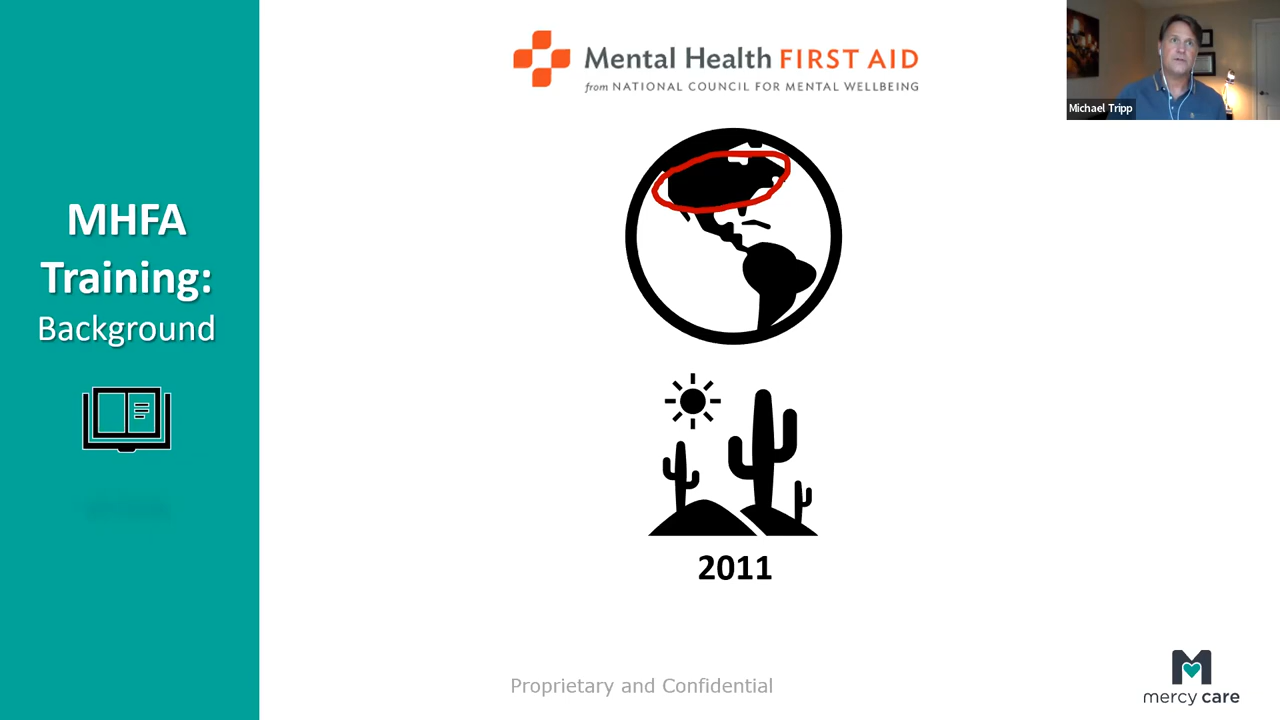 Mental Health FIRST AID
from NATIONAL COUNCIL FOR MENTAL WELLBEING
Michael Tripp
MHFA
Training:
Background
2011
Proprietary and Confidential
mercy care